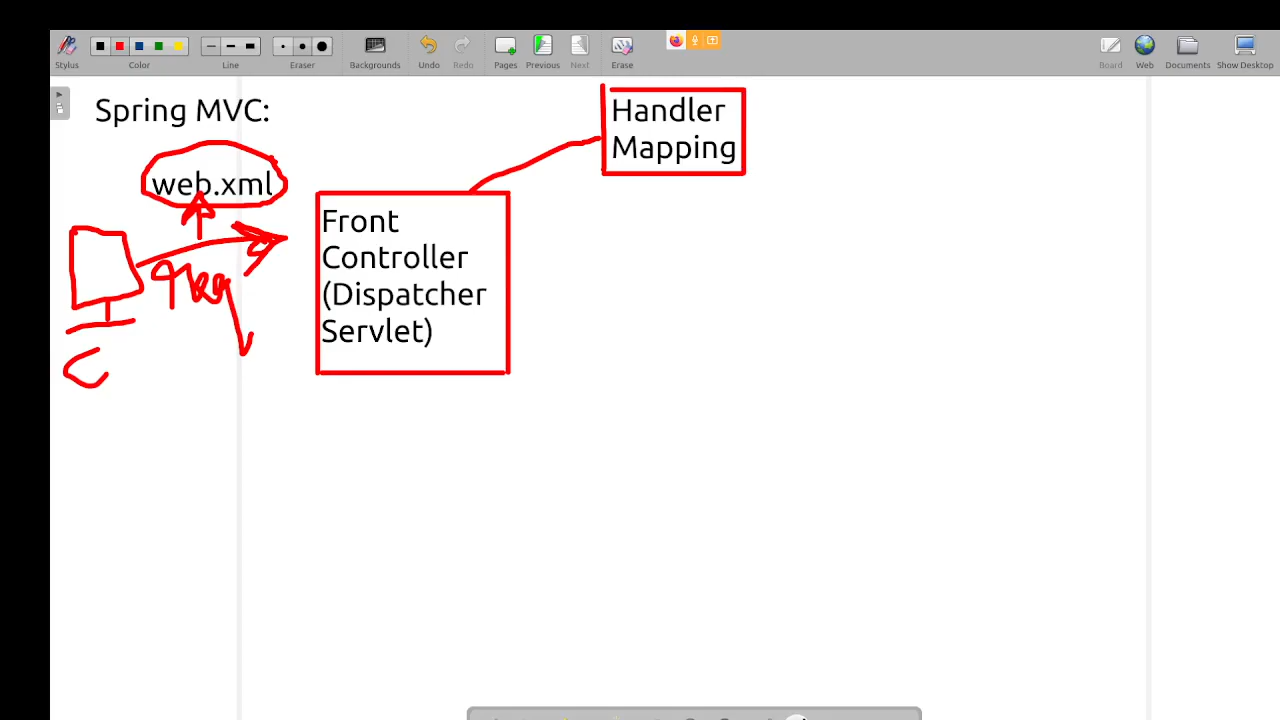 Stylus
Color
Line
Eraser
Backgrounds
Undo
Redo
Pages
Previous
Next
Erase
Board
Web
Documents
Show Desktop
Spring MVC:
Handler
Mapping
web.xml
Front
Controller
(Dispatcher
Servlet)
C